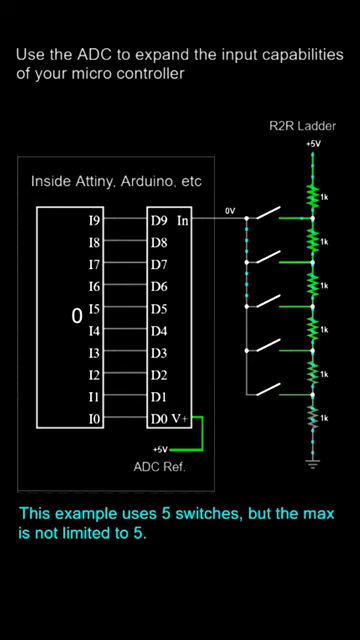 Use the ADC to expand the input capabilities
of your micro controller
R2R Ladder
+5V
Inside Attiny, Arduino, etc
1k
0V
I9 D9 In
I8 D8
1k
I7 D7
I6 D6
1k
I5 D5
0
I4 D4
1k
I3 D3
I2 D2
1k
I1 D1
I0 D0 V+
1k
+5V
ADC Ref.
This example uses 5 switches, but the max
is not limited to 5.